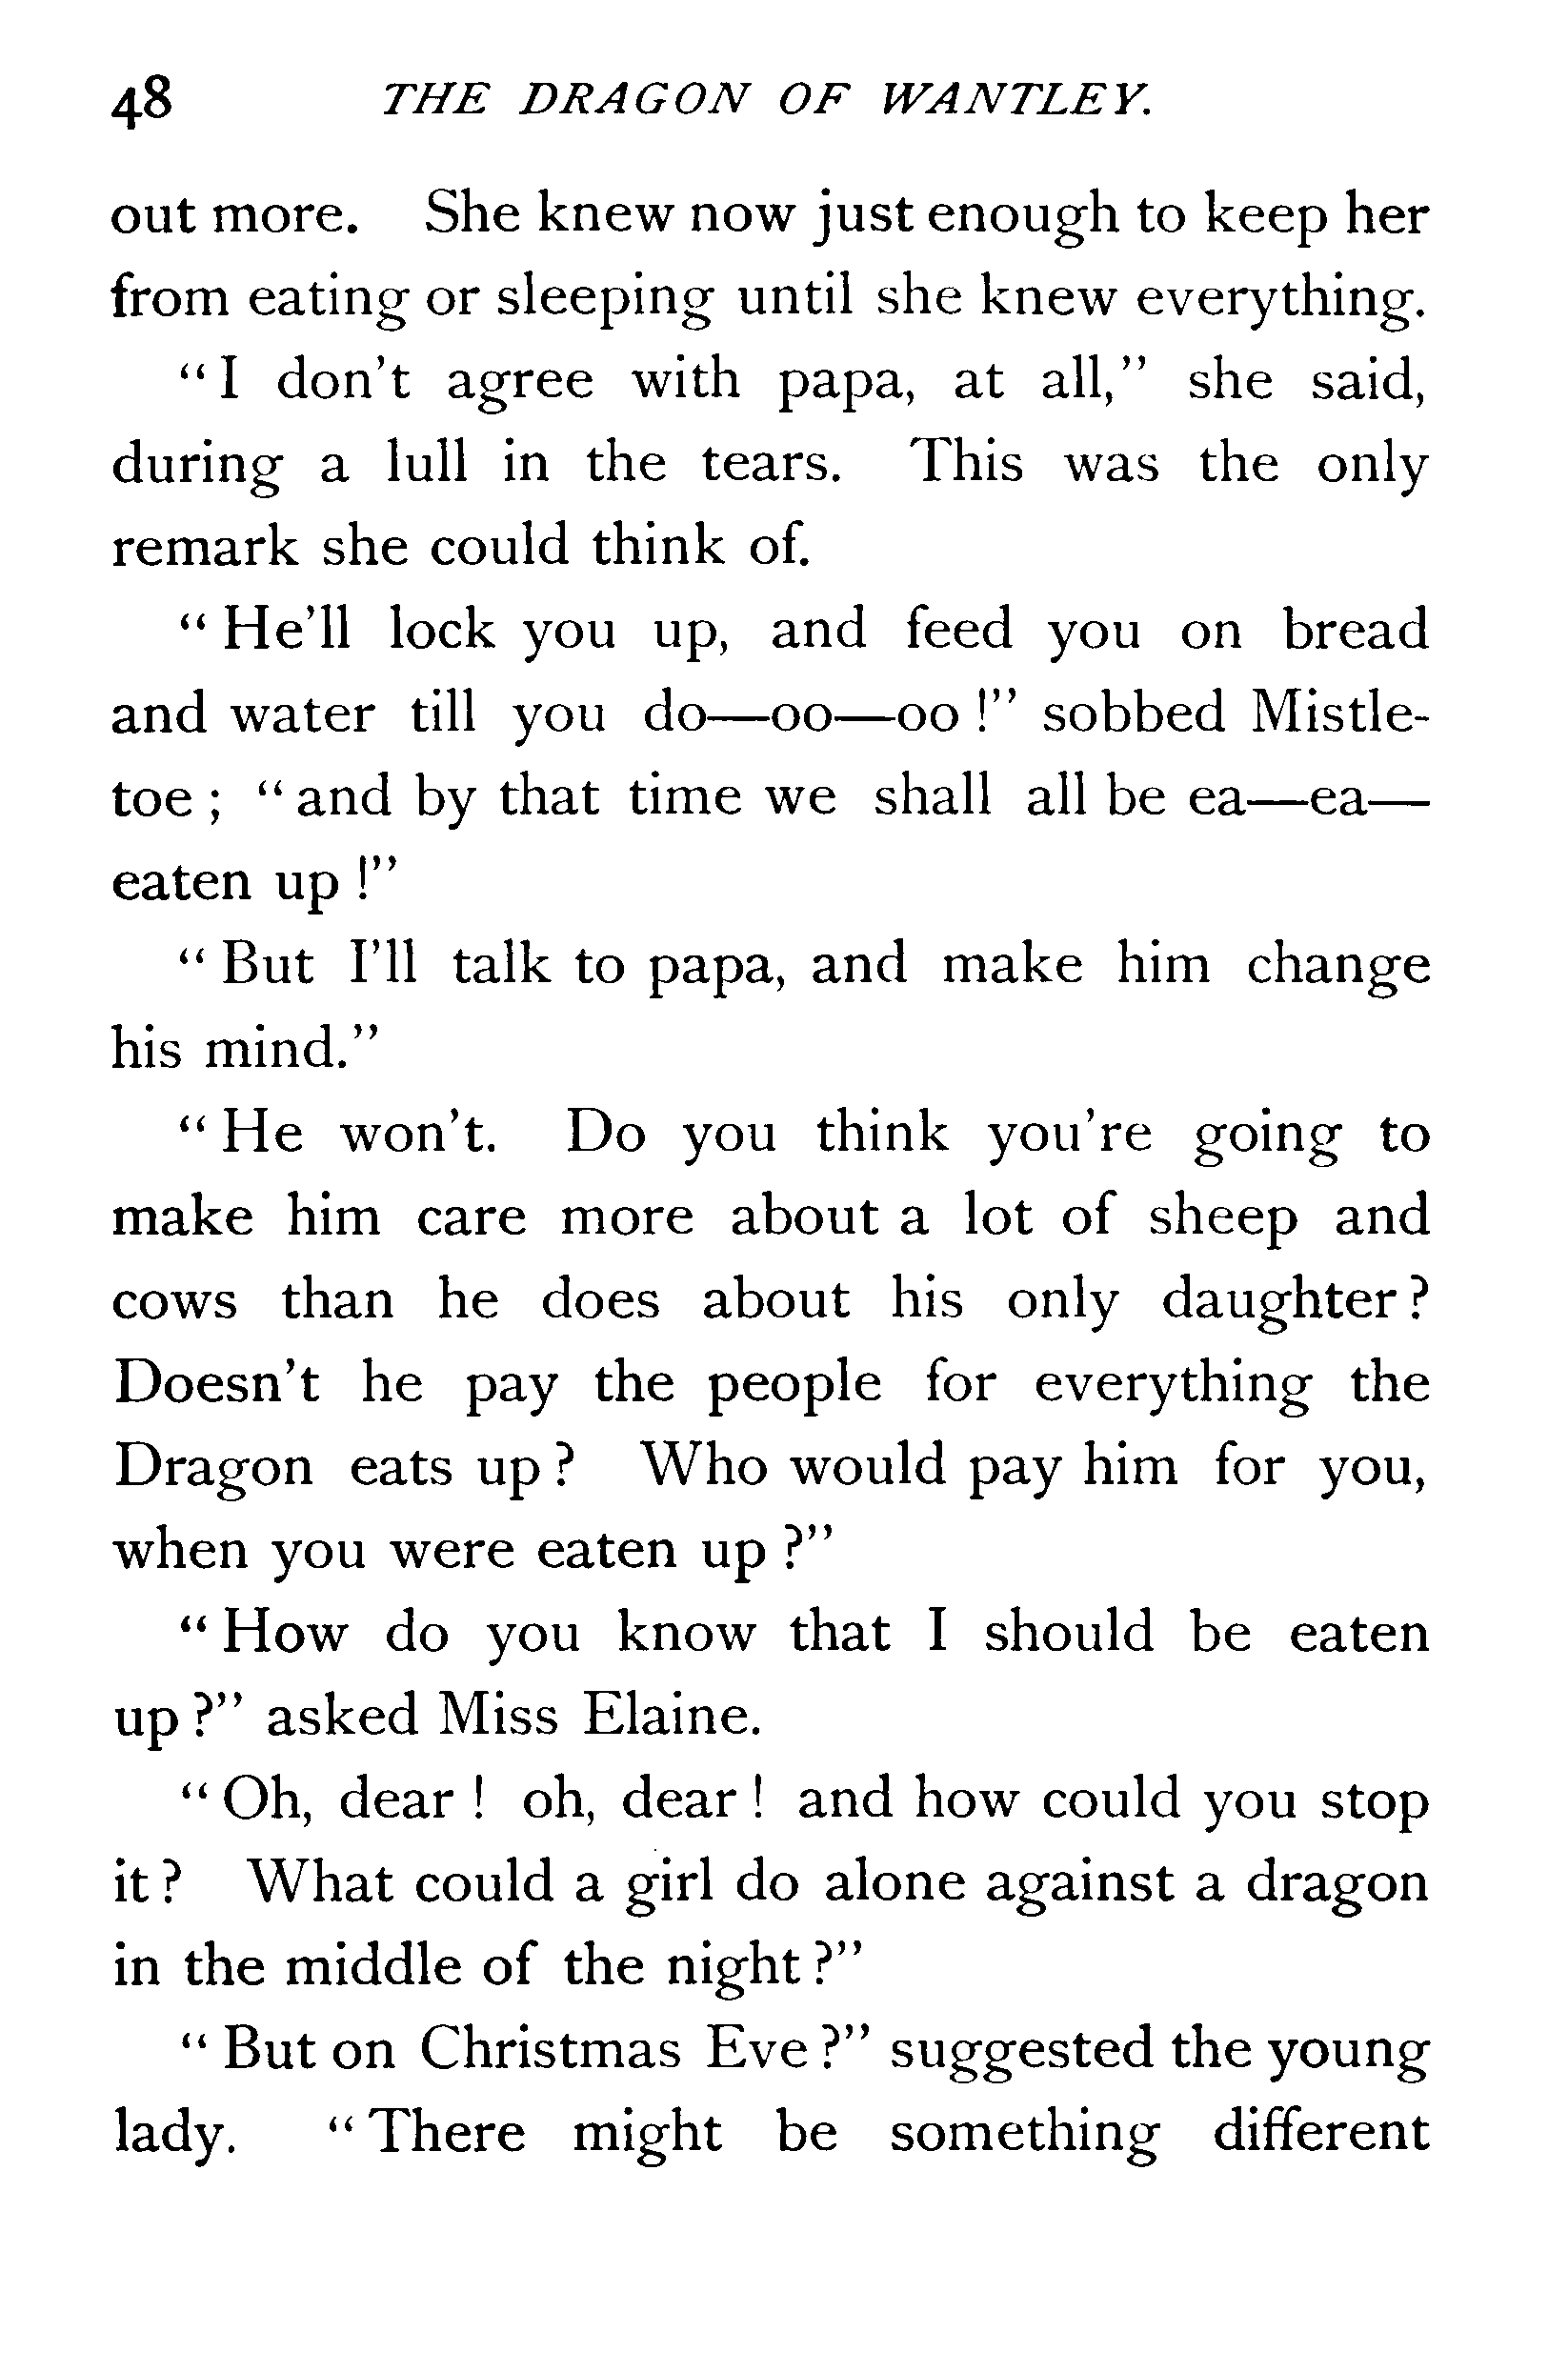 48 THE DRAGON OF WANTLEY.
out more. She knew now just enough to keep her
from eating or sleeping until she knew everything.
“I don’t agree with papa, at all,” she said,
during a lull in the tears. This was the only
remark she could think of.
“He’ll lock you up, and feed you on bread
and water till you do—oo—oo!” sobbed Mistle-
toe; “and by that time we shall all be ea—ea—
eaten up!”
“But I’ll talk to papa, and make him change
his mind.”
“He won’t. Do you think you’re going to
make him care more about a lot of sheep and
cows than he does about his only daughter?
Doesn’t he pay the people for everything the
Dragon eats up? Who would pay him for you,
when you were eaten up?”
“How do you know that I should be eaten
up?” asked Miss Elaine.
“Oh, dear! oh, dear! and how could you stop
it? What could a girl do alone against a dragon
in the middle of the night?”
“But on Christmas Eve?” suggested the young
lady. “There might be something different